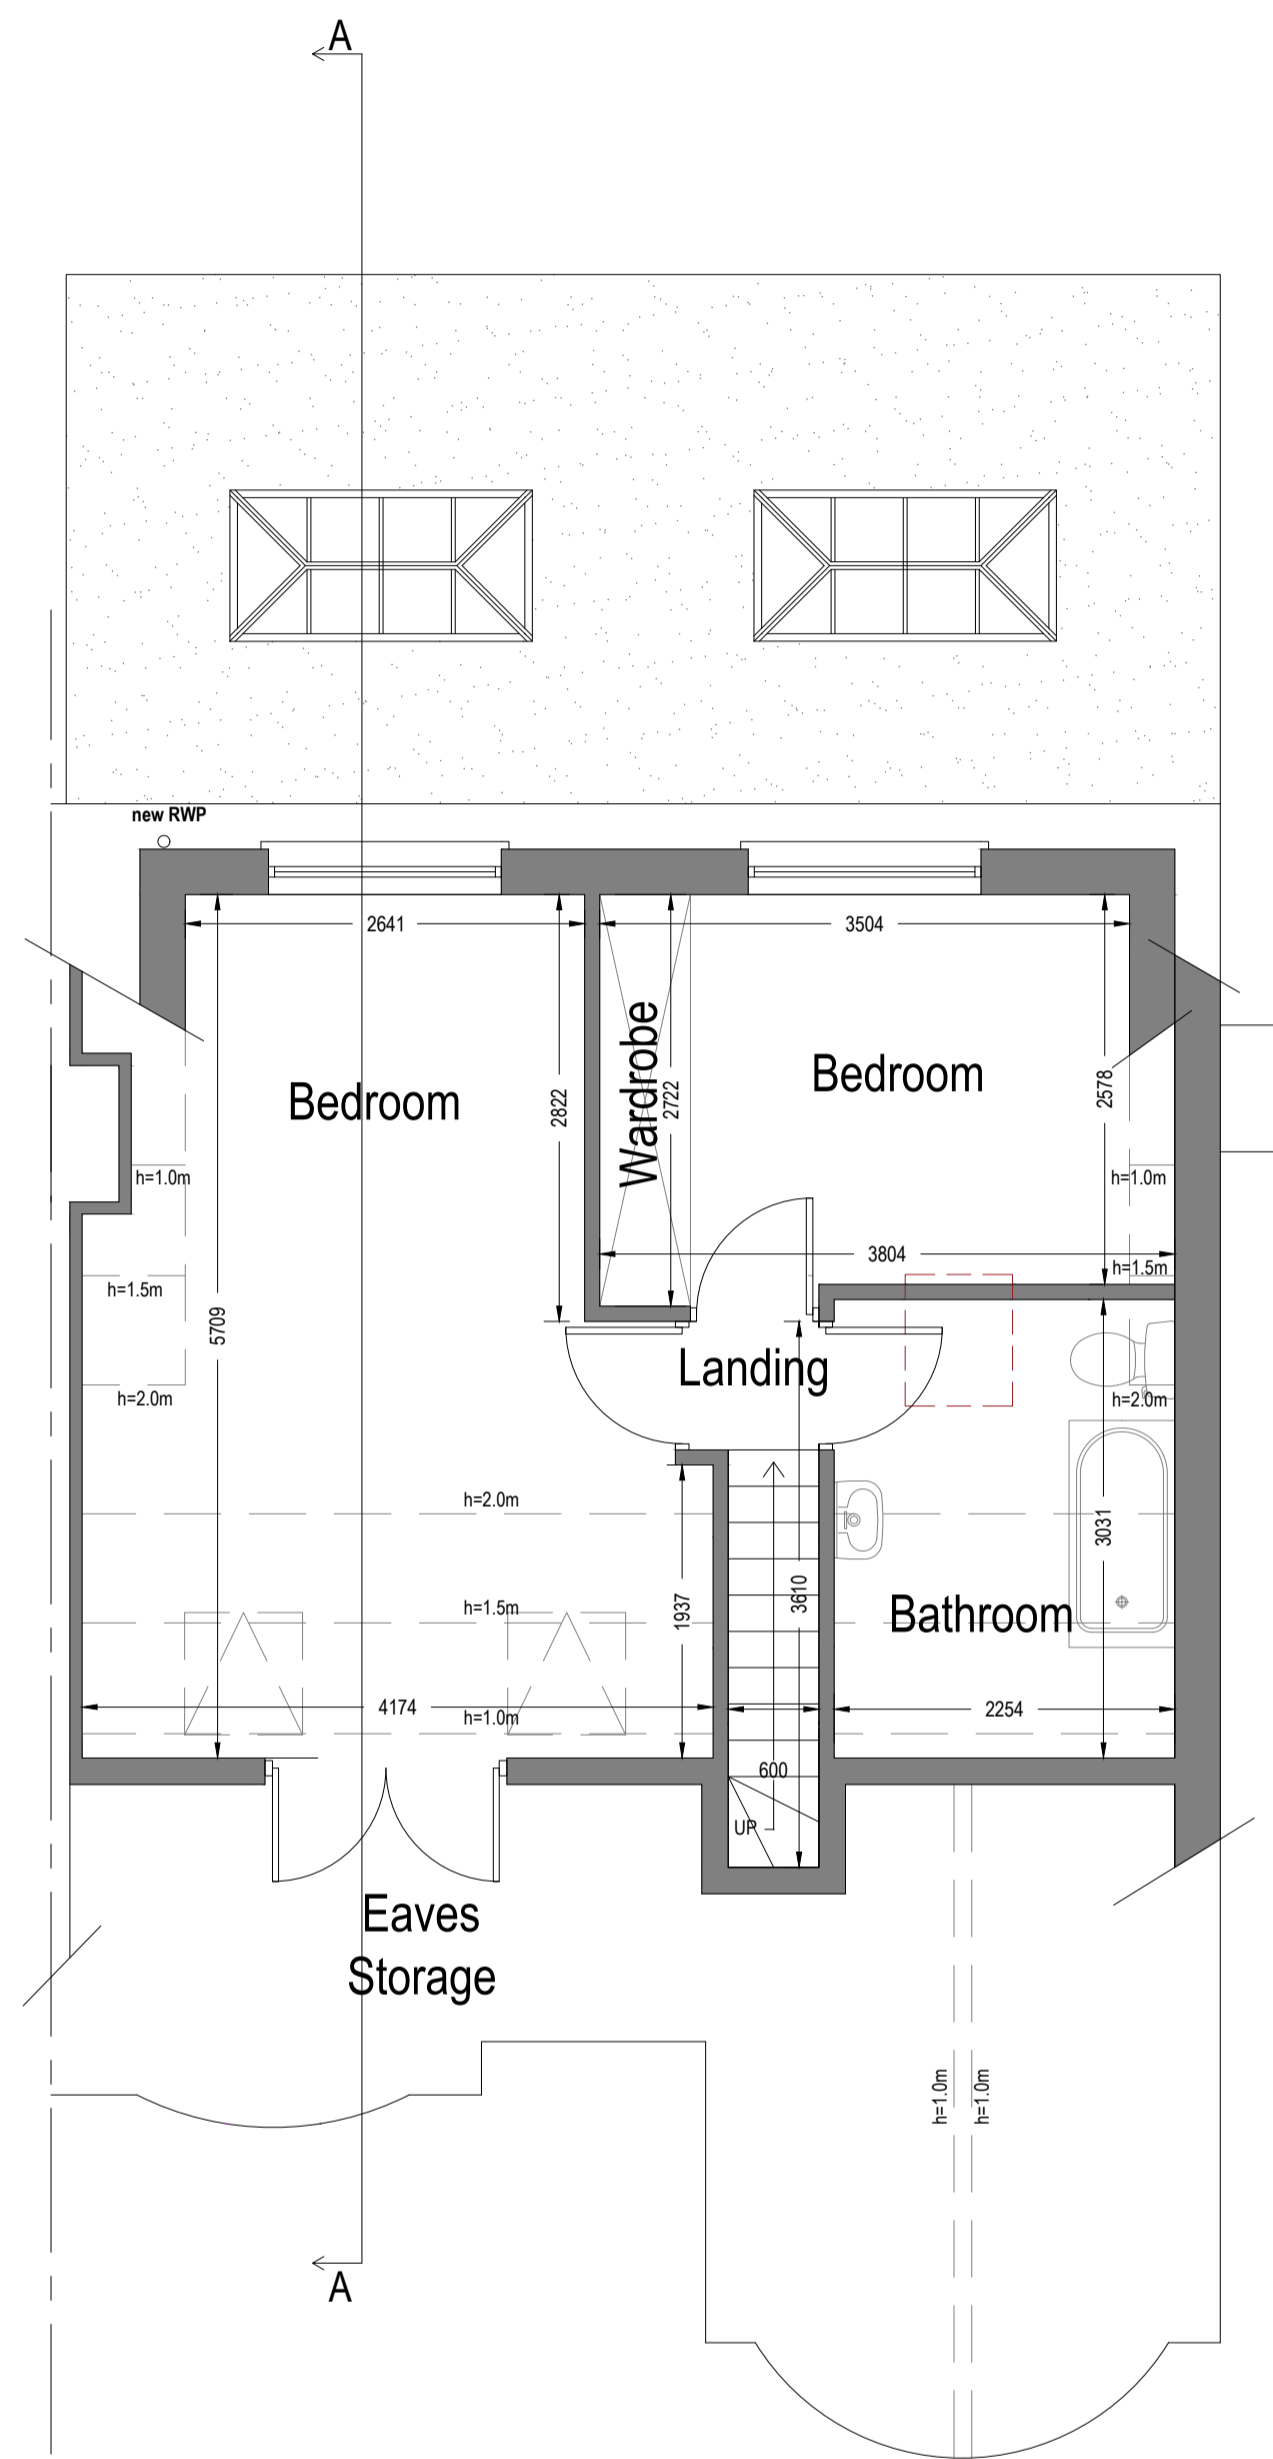 A
new RWP
2641
3504
Bedroom
2822
Wardrobe
2722
Bedroom
2578
h=1.0m
h=1.0m
3804
h=1.5m
h=1.5m
5709
Landing
h=2.0m
h=2.0m
h=2.0m
3031
h=1.5m
1937
3610
Bathroom
4174
h=1.0m
2254
600
UP
Eaves
Storage
h=1.0m
h=1.0m
A